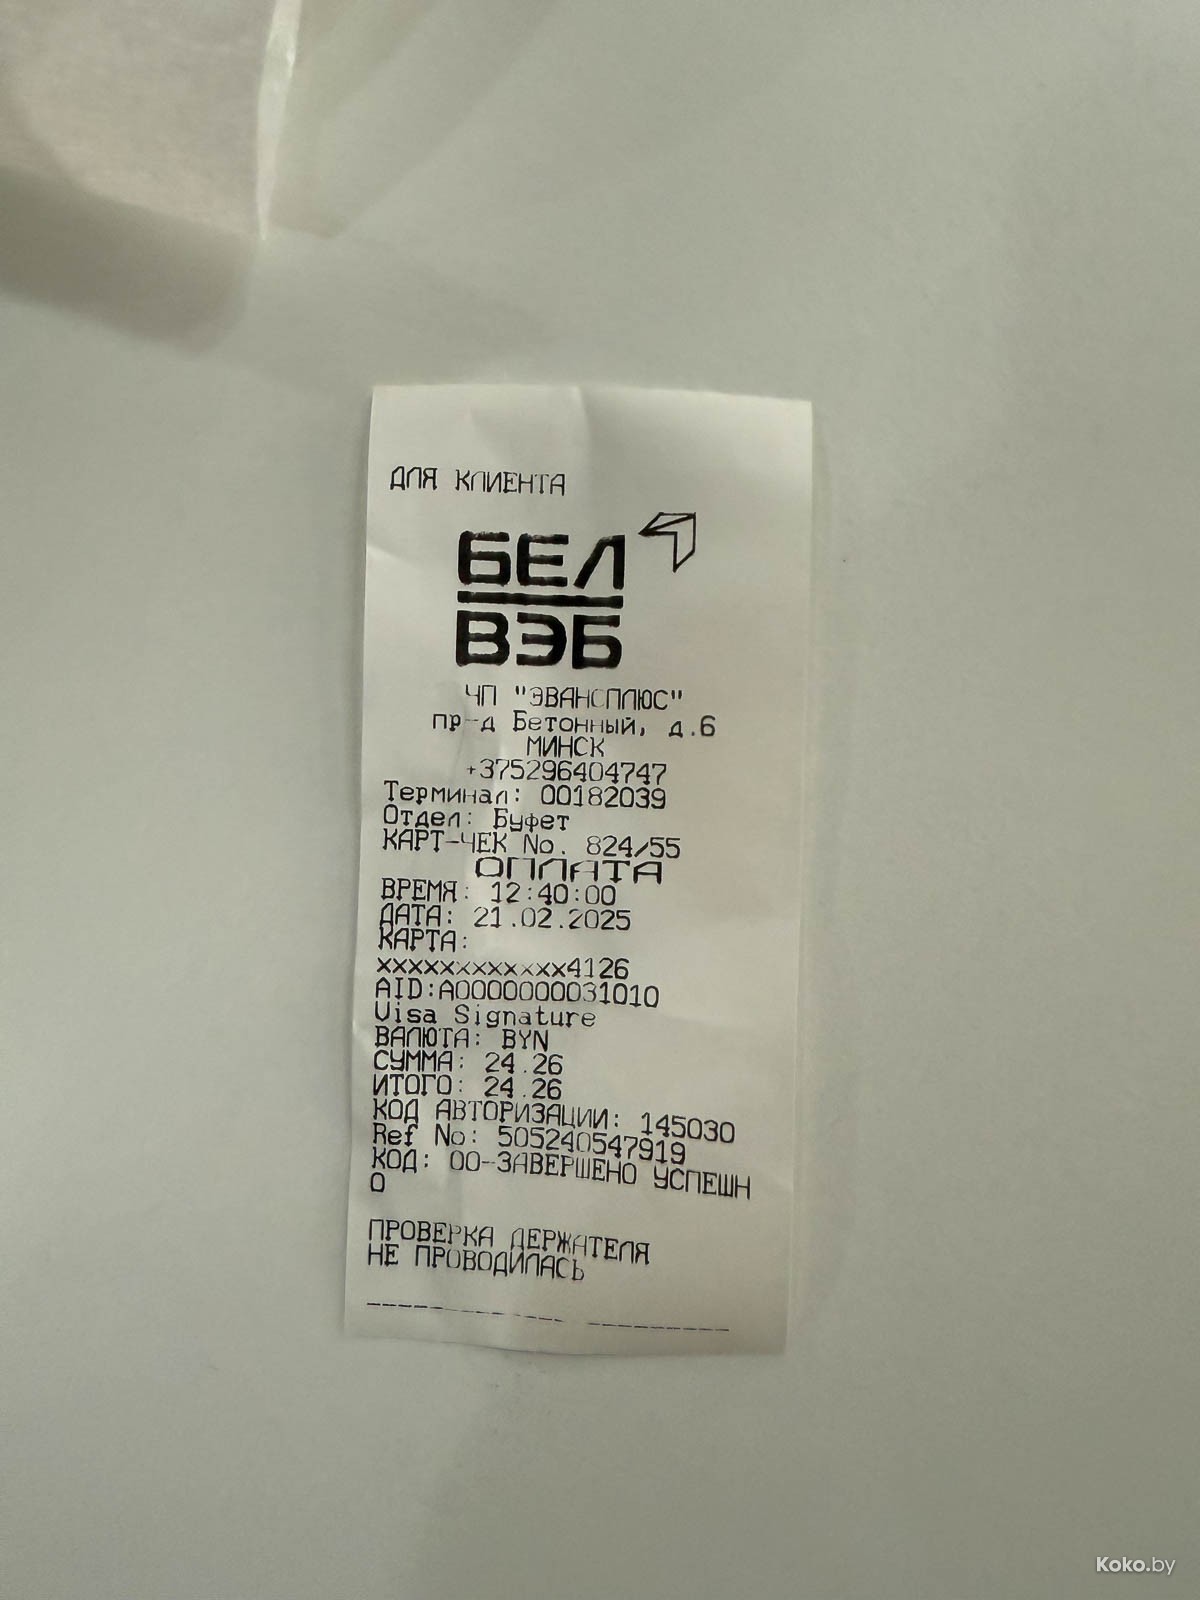 ДЛЯ КЛИЕНТА
БЕЛ
ВЭБ
ЧП "ЭВАНСПЛЮС"
пр-д Бетонный, д.6
МИНСК
+375296404747
Терминал: 00182039
Отдел: Буфет
КАРТ-ЧЕК No. 824/55
ОПЛАТА
ВРЕМЯ: 12:40:00
ДАТА: 21.02.2025
КАРТА:
xxxxxxxxxxxx4126
AID:A0000000031010
Visa Signature
ВАЛЮТА: BYN
СУММА: 24.26
ИТОГО: 24.26
КОД АВТОРИЗАЦИИ: 145030
Ref No: 505240547919
КОД: 00-ЗАВЕРШЕНО УСПЕШН
О
ПРОВЕРКА ДЕРЖАТЕЛЯ
НЕ ПРОВОДИЛАСЬ
Koko.by